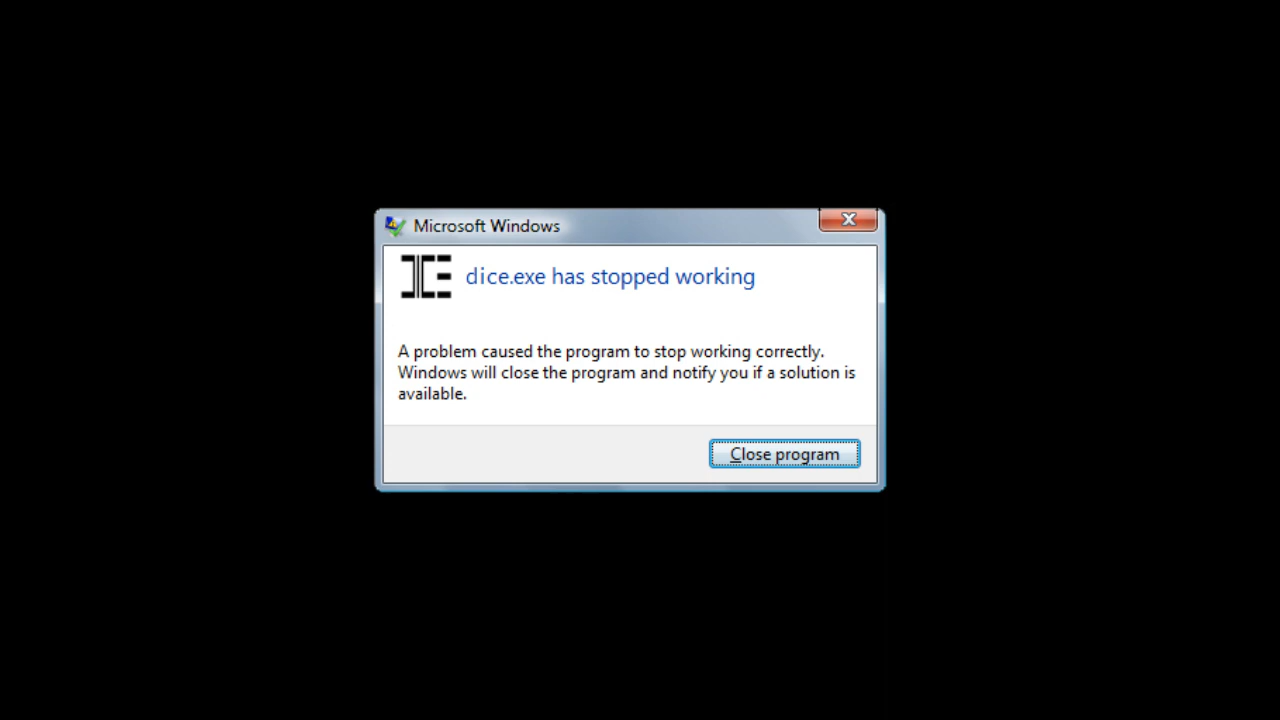 Microsoft Windows
dice.exe has stopped working
A problem caused the program to stop working correctly.
Windows will close the program and notify you if a solution is
available.
Close program